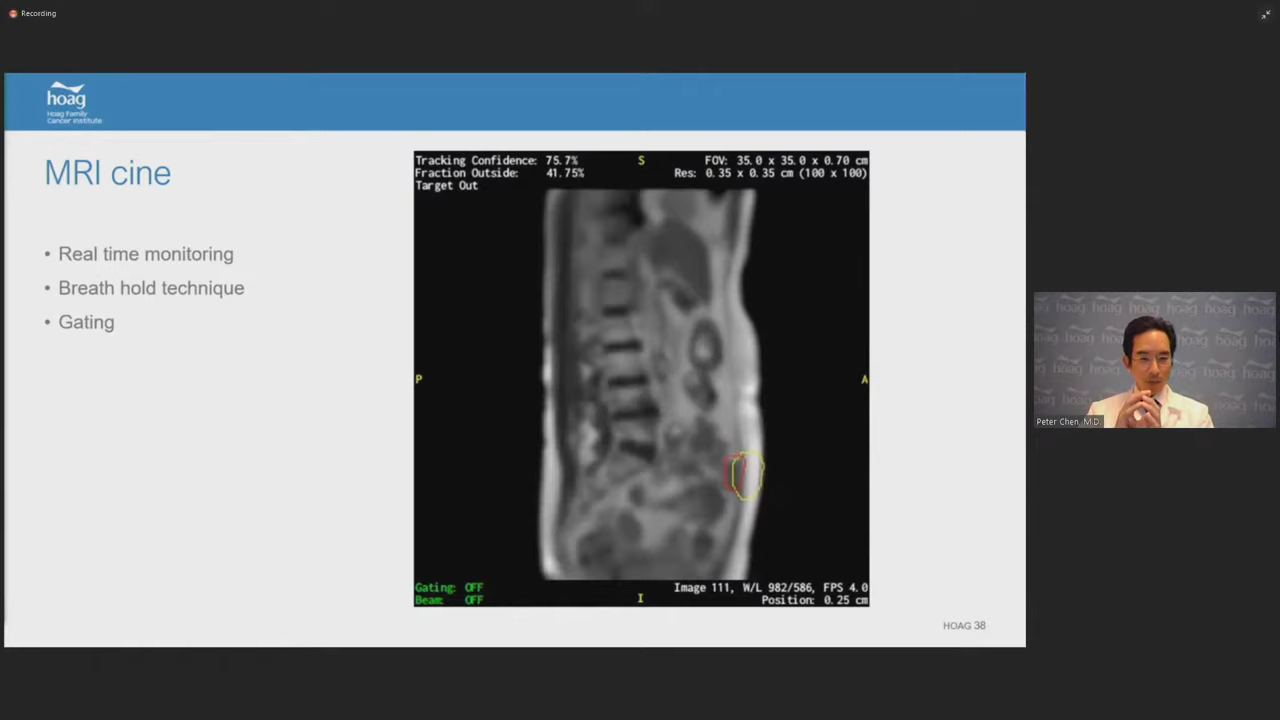 Recording
hoag
Hoag Family
Cancer Institute
MRI cine
• Real time monitoring
• Breath hold technique
• Gating
Tracking Confidence: 75.7%
Fraction Outside: 41.75%
Target Out
S
FOV: 35.0 x 35.0 x 0.70 cm
Res: 0.35 x 0.35 cm (100 x 100)
P
A
Gating: OFF
Beam: OFF
I
Image 111, W/L 982/586, FPS 4.0
Position: 0.25 cm
HOAG 38
hoag
Peter Chen, M.D.